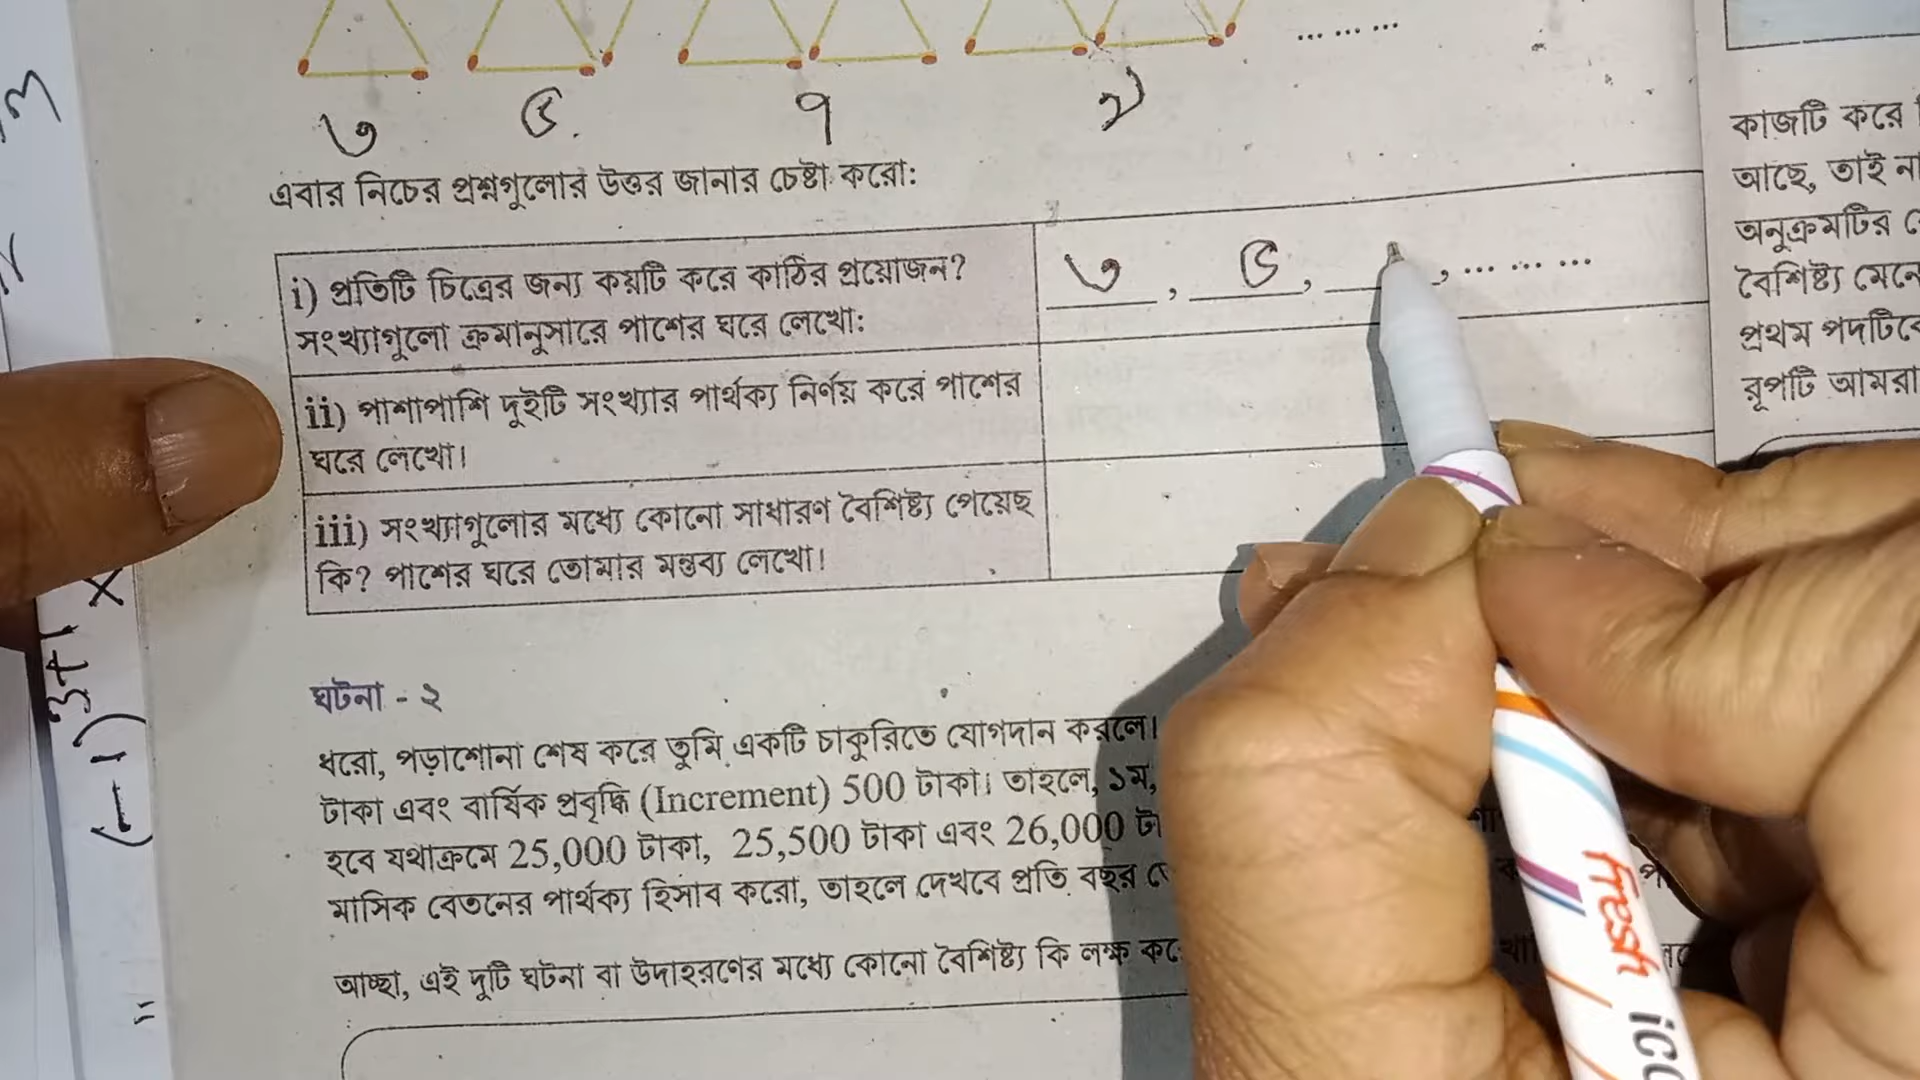 ... ... ...
৩ ৫. ৭ ৯
এবার নিচের প্রশ্নগুলোর উত্তর জানার চেষ্টা করো:
i) প্রতিটি চিত্রের জন্য কয়টি করে কাঠির প্রয়োজন?
সংখ্যাগুলো ক্রমানুসারে পাশের ঘরে লেখো:
৩ , ৫ , , ... ... ...
ii) পাশাপাশি দুইটি সংখ্যার পার্থক্য নির্ণয় করে পাশের
ঘরে লেখো।
iii) সংখ্যাগুলোর মধ্যে কোনো সাধারণ বৈশিষ্ট্য পেয়েছ
কি? পাশের ঘরে তোমার মন্তব্য লেখো।
ঘটনা - ২
ধরো, পড়াশোনা শেষ করে তুমি একটি চাকুরিতে যোগদান করলে।
টাকা এবং বার্ষিক প্রবৃদ্ধি (Increment) 500 টাকা। তাহলে, ১ম,
হবে যথাক্রমে 25,000 টাকা, 25,500 টাকা এবং 26,000
মাসিক বেতনের পার্থক্য হিসাব করো, তাহলে দেখবে প্রতি বছর
আচ্ছা, এই দুটি ঘটনা বা উদাহরণের মধ্যে কোনো বৈশিষ্ট্য কি লক্ষ
কাজটি করে
আছে, তাই
অনুক্রমটির
বৈশিষ্ট্য
প্রথম
রূপটি আমরা
(-1)^{3+1} ×
=
fresh